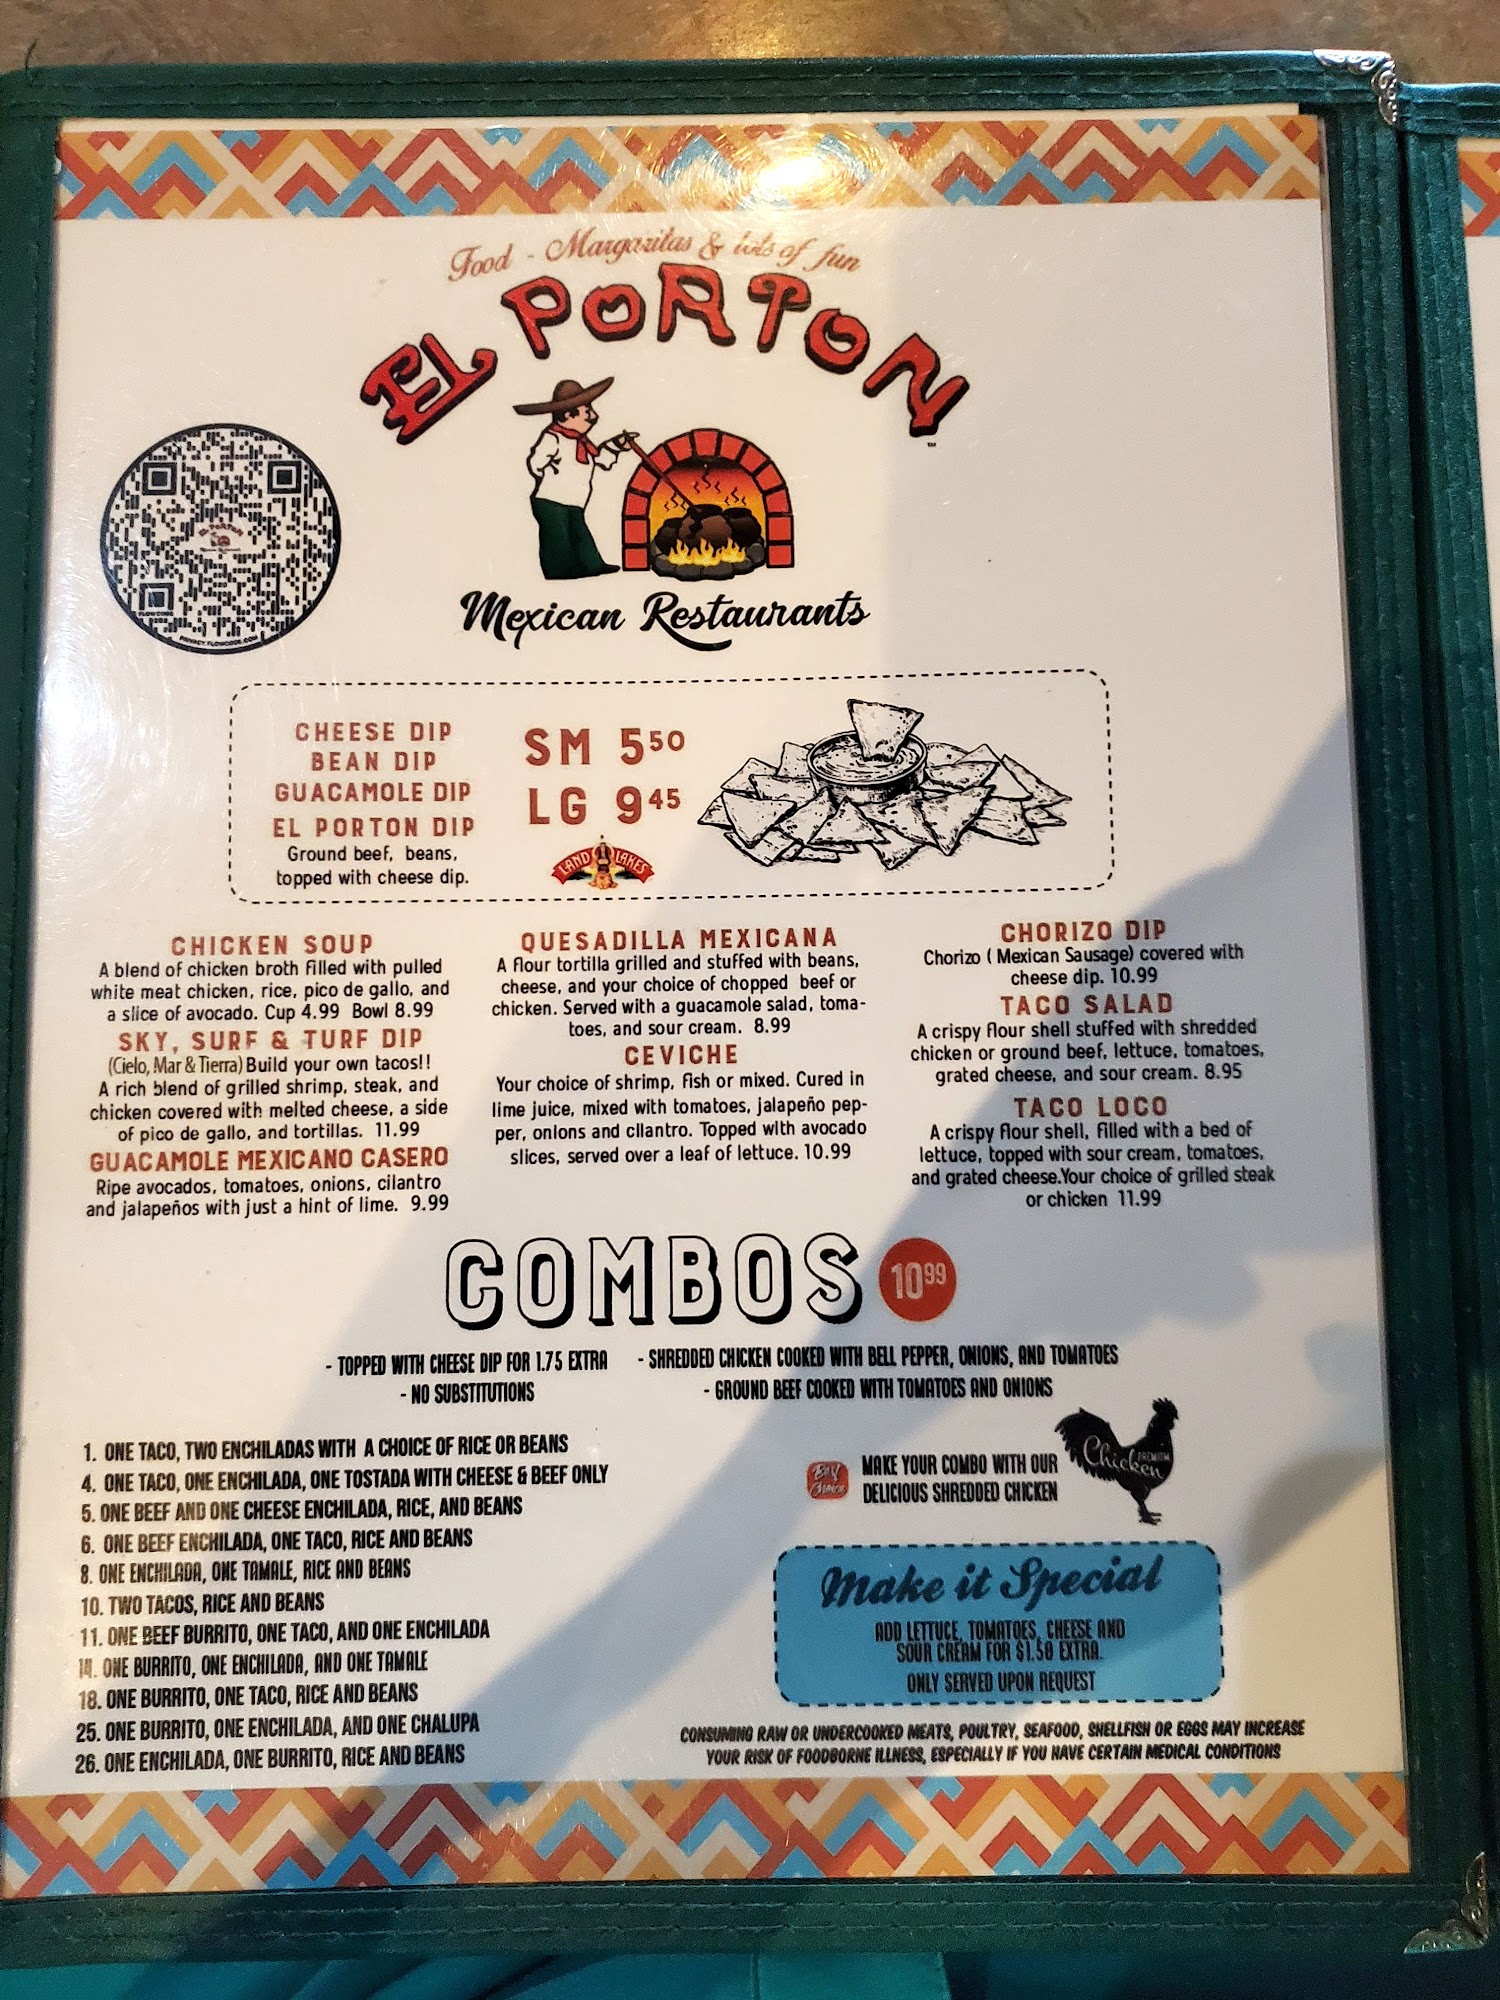 Food - Margaritas & lots of fun
EL PORTON
Mexican Restaurants
EL PORTON
FLOWCODE
PRIVACY.FLOWCODE.COM
CHEESE DIP
BEAN DIP
GUACAMOLE DIP
EL PORTON DIP
Ground beef, beans,
topped with cheese dip.
SM 5 50
LG 9 45
LAND O LAKES
CHICKEN SOUP
A blend of chicken broth filled with pulled
white meat chicken, rice, pico de gallo, and
a slice of avocado. Cup 4.99 Bowl 8.99
SKY, SURF & TURF DIP
(Cielo, Mar & Tierra) Build your own tacos!!
A rich blend of grilled shrimp, steak, and
chicken covered with melted cheese, a side
of pico de gallo, and tortillas. 11.99
GUACAMOLE MEXICANO CASERO
Ripe avocados, tomatoes, onions, cilantro
and jalapeños with just a hint of lime. 9.99
QUESADILLA MEXICANA
A flour tortilla grilled and stuffed with beans,
cheese, and your choice of chopped beef or
chicken. Served with a guacamole salad, toma-
toes, and sour cream. 8.99
CEVICHE
Your choice of shrimp, fish or mixed. Cured in
lime juice, mixed with tomatoes, jalapeño pep-
per, onions and cilantro. Topped with avocado
slices, served over a leaf of lettuce. 10.99
CHORIZO DIP
Chorizo ( Mexican Sausage) covered with
cheese dip. 10.99
TACO SALAD
A crispy flour shell stuffed with shredded
chicken or ground beef, lettuce, tomatoes,
grated cheese, and sour cream. 8.95
TACO LOCO
A crispy flour shell, filled with a bed of
lettuce, topped with sour cream, tomatoes,
and grated cheese.Your choice of grilled steak
or chicken 11.99
COMBOS 10 99
- TOPPED WITH CHEESE DIP FOR 1.75 EXTRA
- NO SUBSTITUTIONS
- SHREDDED CHICKEN COOKED WITH BELL PEPPER, ONIONS, AND TOMATOES
- GROUND BEEF COOKED WITH TOMATOES AND ONIONS
1. ONE TACO, TWO ENCHILADAS WITH A CHOICE OF RICE OR BEANS
4. ONE TACO, ONE ENCHILADA, ONE TOSTADA WITH CHEESE & BEEF ONLY
5. ONE BEEF AND ONE CHEESE ENCHILADA, RICE, AND BEANS
6. ONE BEEF ENCHILADA, ONE TACO, RICE AND BEANS
8. ONE ENCHILADA, ONE TAMALE, RICE AND BEANS
10. TWO TACOS, RICE AND BEANS
11. ONE BEEF BURRITO, ONE TACO, AND ONE ENCHILADA
14. ONE BURRITO, ONE ENCHILADA, AND ONE TAMALE
18. ONE BURRITO, ONE TACO, RICE AND BEANS
25. ONE BURRITO, ONE ENCHILADA, AND ONE CHALUPA
26. ONE ENCHILADA, ONE BURRITO, RICE AND BEANS
MAKE YOUR COMBO WITH OUR
DELICIOUS SHREDDED CHICKEN
PREMIUM
Chicken
Make it Special
ADD LETTUCE, TOMATOES, CHEESE AND
SOUR CREAM FOR $1.50 EXTRA.
ONLY SERVED UPON REQUEST
CONSUMING RAW OR UNDERCOOKED MEATS, POULTRY, SEAFOOD, SHELLFISH OR EGGS MAY INCREASE
YOUR RISK OF FOODBORNE ILLNESS, ESPECIALLY IF YOU HAVE CERTAIN MEDICAL CONDITIONS